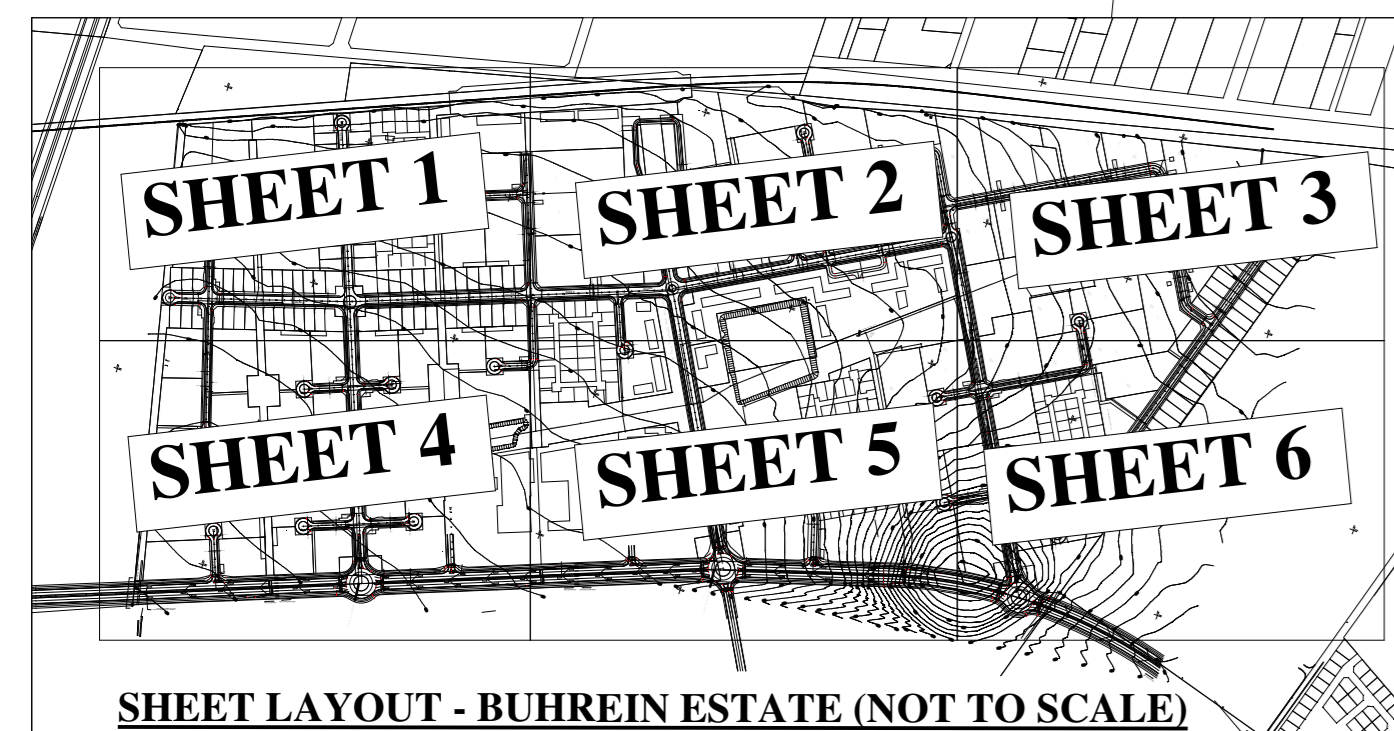 SHEET 1
SHEET 2
SHEET 3
SHEET 4
SHEET 5
SHEET 6
SHEET LAYOUT - BUHREIN ESTATE (NOT TO SCALE)